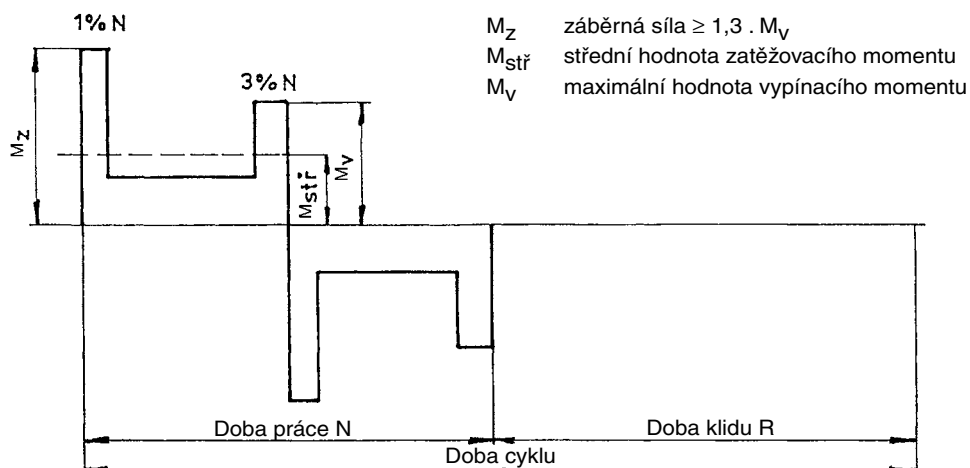 1% N
3% N
M_Z záběrná síla ≥ 1,3 . M_V
M_stř střední hodnota zatěžovacího momentu
M_V maximální hodnota vypínacího momentu
M_Z
M_stř
M_V
Doba práce N
Doba klidu R
Doba cyklu